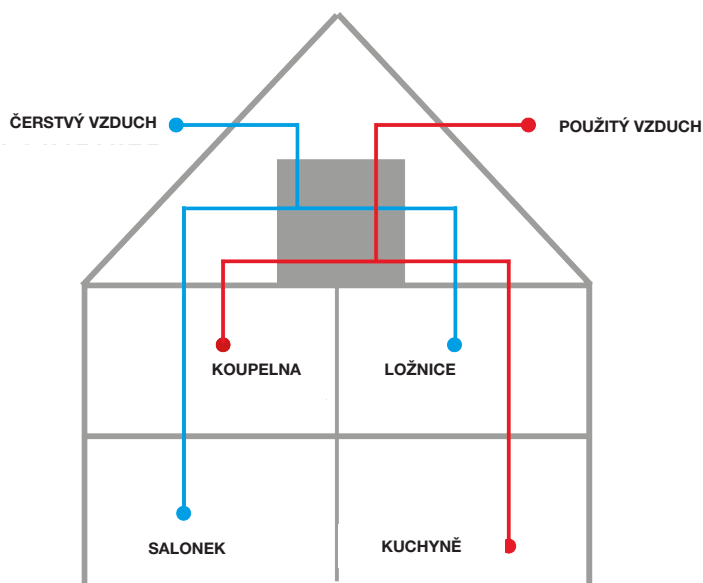 ČERSTVÝ VZDUCH
POUŽITÝ VZDUCH
KOUPELNA
LOŽNICE
SALONEK
KUCHYNĚ